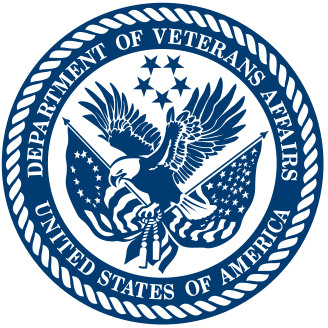 DEPARTMENT OF VETERANS AFFAIRS
UNITED STATES OF AMERICA